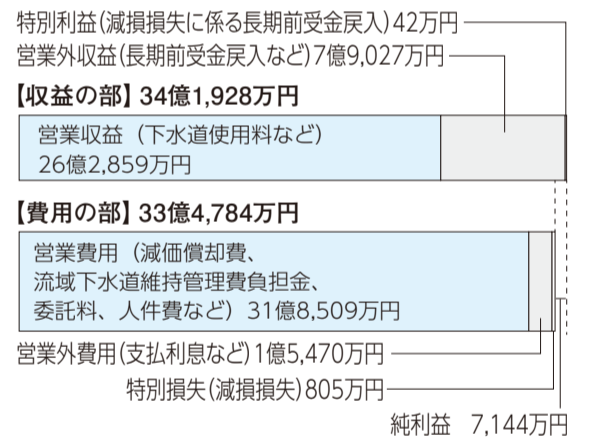 特別利益(減損損失に係る長期前受金戻入)42万円
営業外収益(長期前受金戻入など)7億9,027万円
【収益の部】34億1,928万円
営業収益（下水道使用料など）
26億2,859万円
【費用の部】33億4,784万円
営業費用（減価償却費、
流域下水道維持管理費負担金、
委託料、人件費など）31億8,509万円
営業外費用(支払利息など)1億5,470万円
特別損失(減損損失)805万円
純利益　7,144万円